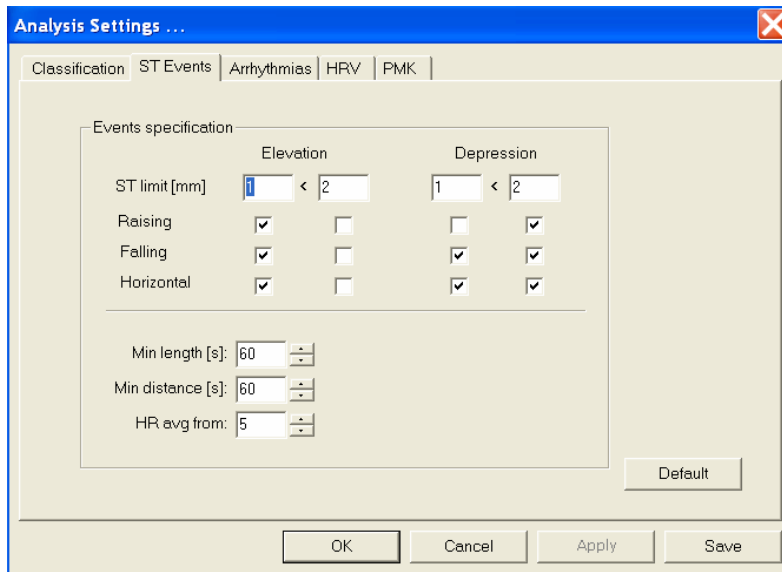 Analysis Settings ...
Classification ST Events Arrhythmias HRV PMK
Events specification
Elevation Depression
ST limit [mm] 1 < 2 1 < 2
Raising
Falling
Horizontal
Min length [s]: 60
Min distance [s]: 60
HR avg from: 5
Default
OK Cancel Apply Save